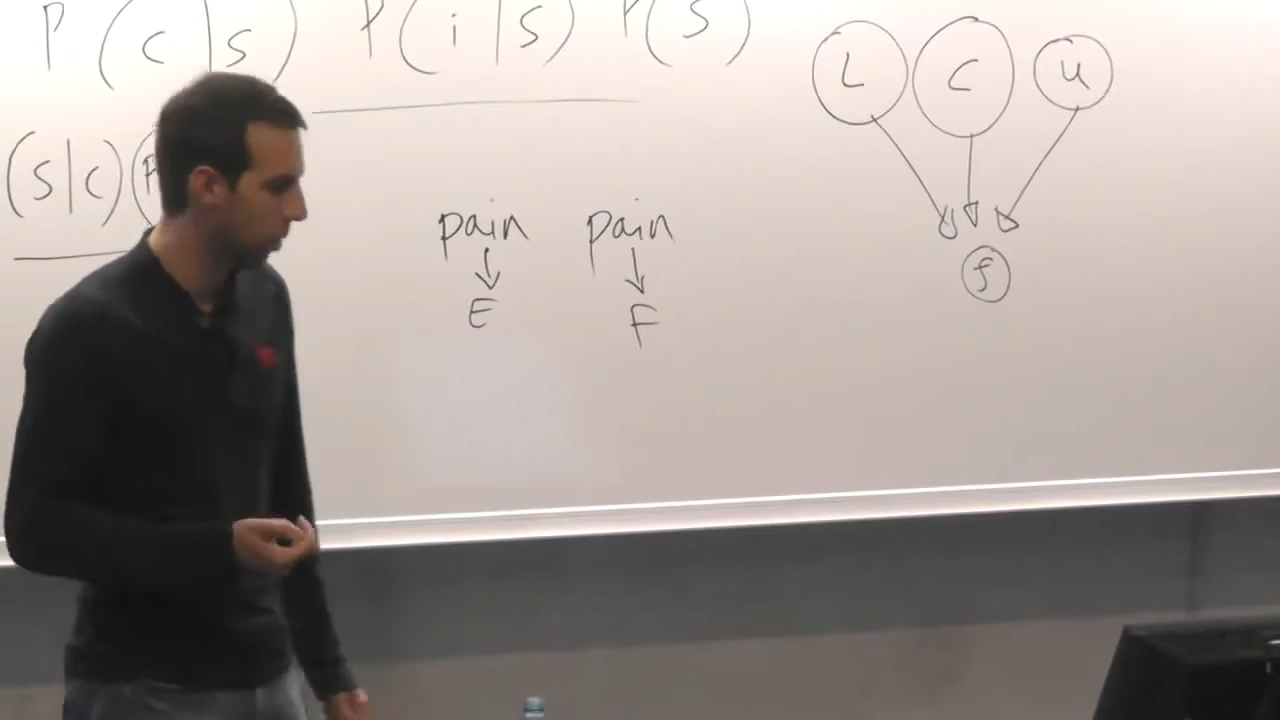 P(c|s) P(i|s) P(s)
L C U
(s|c)(P
pain pain
E F
f